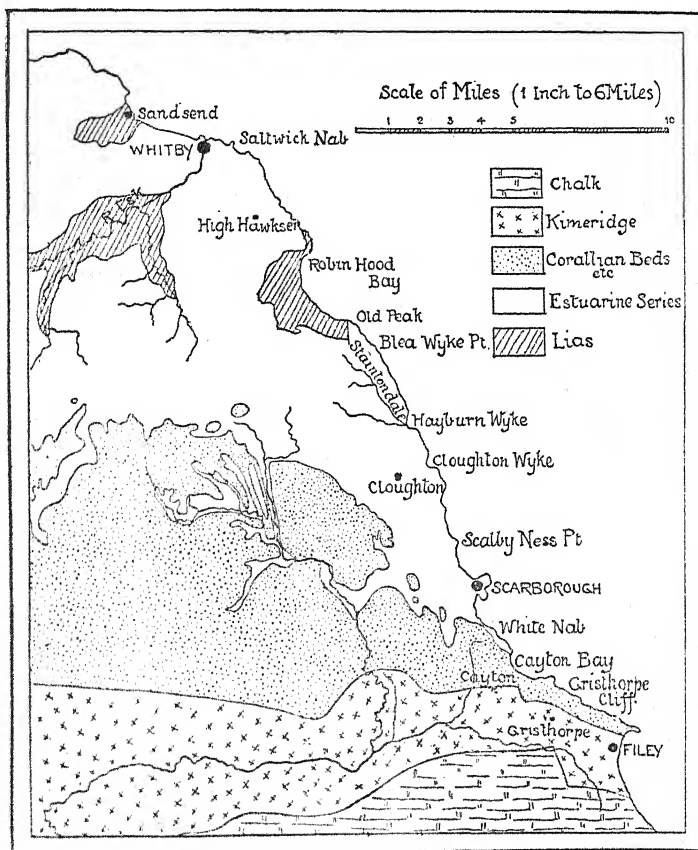 Scale of Miles (1 Inch to 6 Miles)
1 2 3 4 5 10
Sandsend
WHITBY
Saltwick Nab
Chalk
Kimeridge
High Hawsker
Corallian Beds
etc
Robin Hood
Bay
Estuarine Series
Old Peak
Blea Wyke Pt.
Lias
Staintondale
Hayburn Wyke
Cloughton Wyke
Cloughton
Scalby Ness Pt
SCARBOROUGH
White Nab
Cayton Bay
Cayton
Gristhorpe
Cliff.
Gristhorpe
FILEY